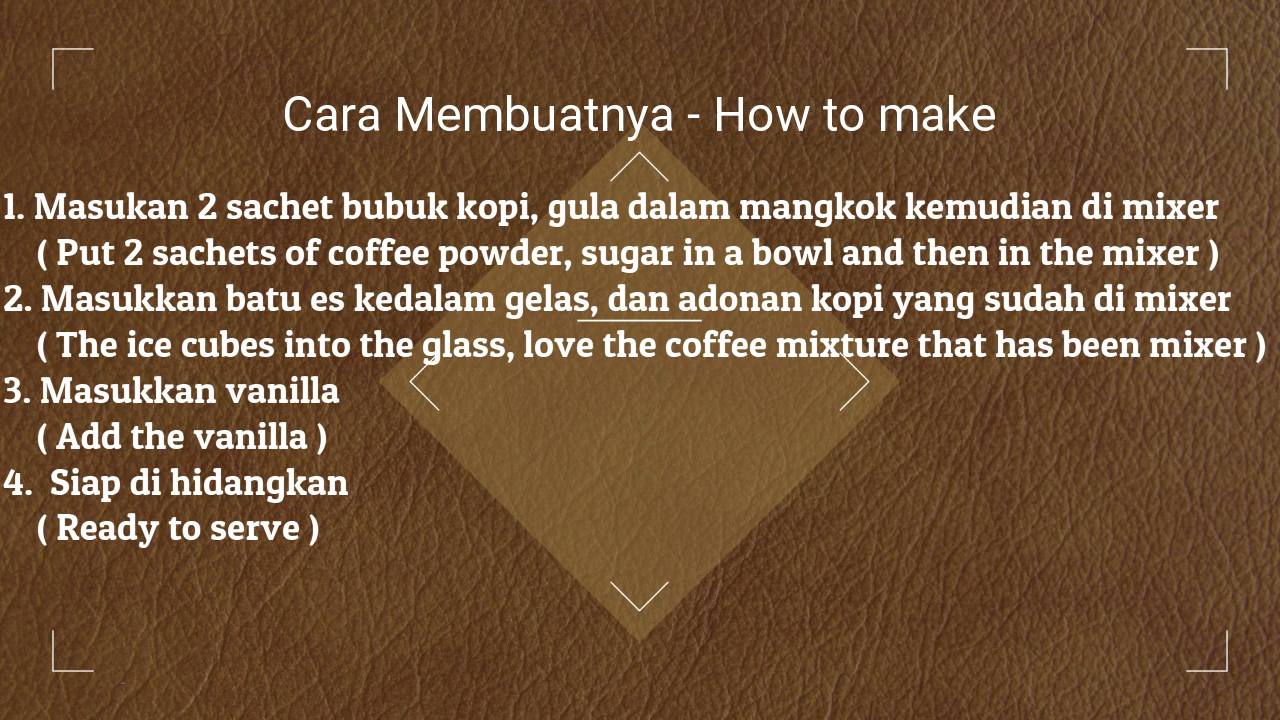 Cara Membuatnya - How to make
1. Masukan 2 sachet bubuk kopi, gula dalam mangkok kemudian di mixer
( Put 2 sachets of coffee powder, sugar in a bowl and then in the mixer )
2. Masukkan batu es kedalam gelas, dan adonan kopi yang sudah di mixer
( The ice cubes into the glass, love the coffee mixture that has been mixer )
3. Masukkan vanilla
( Add the vanilla )
4. Siap di hidangkan
( Ready to serve )